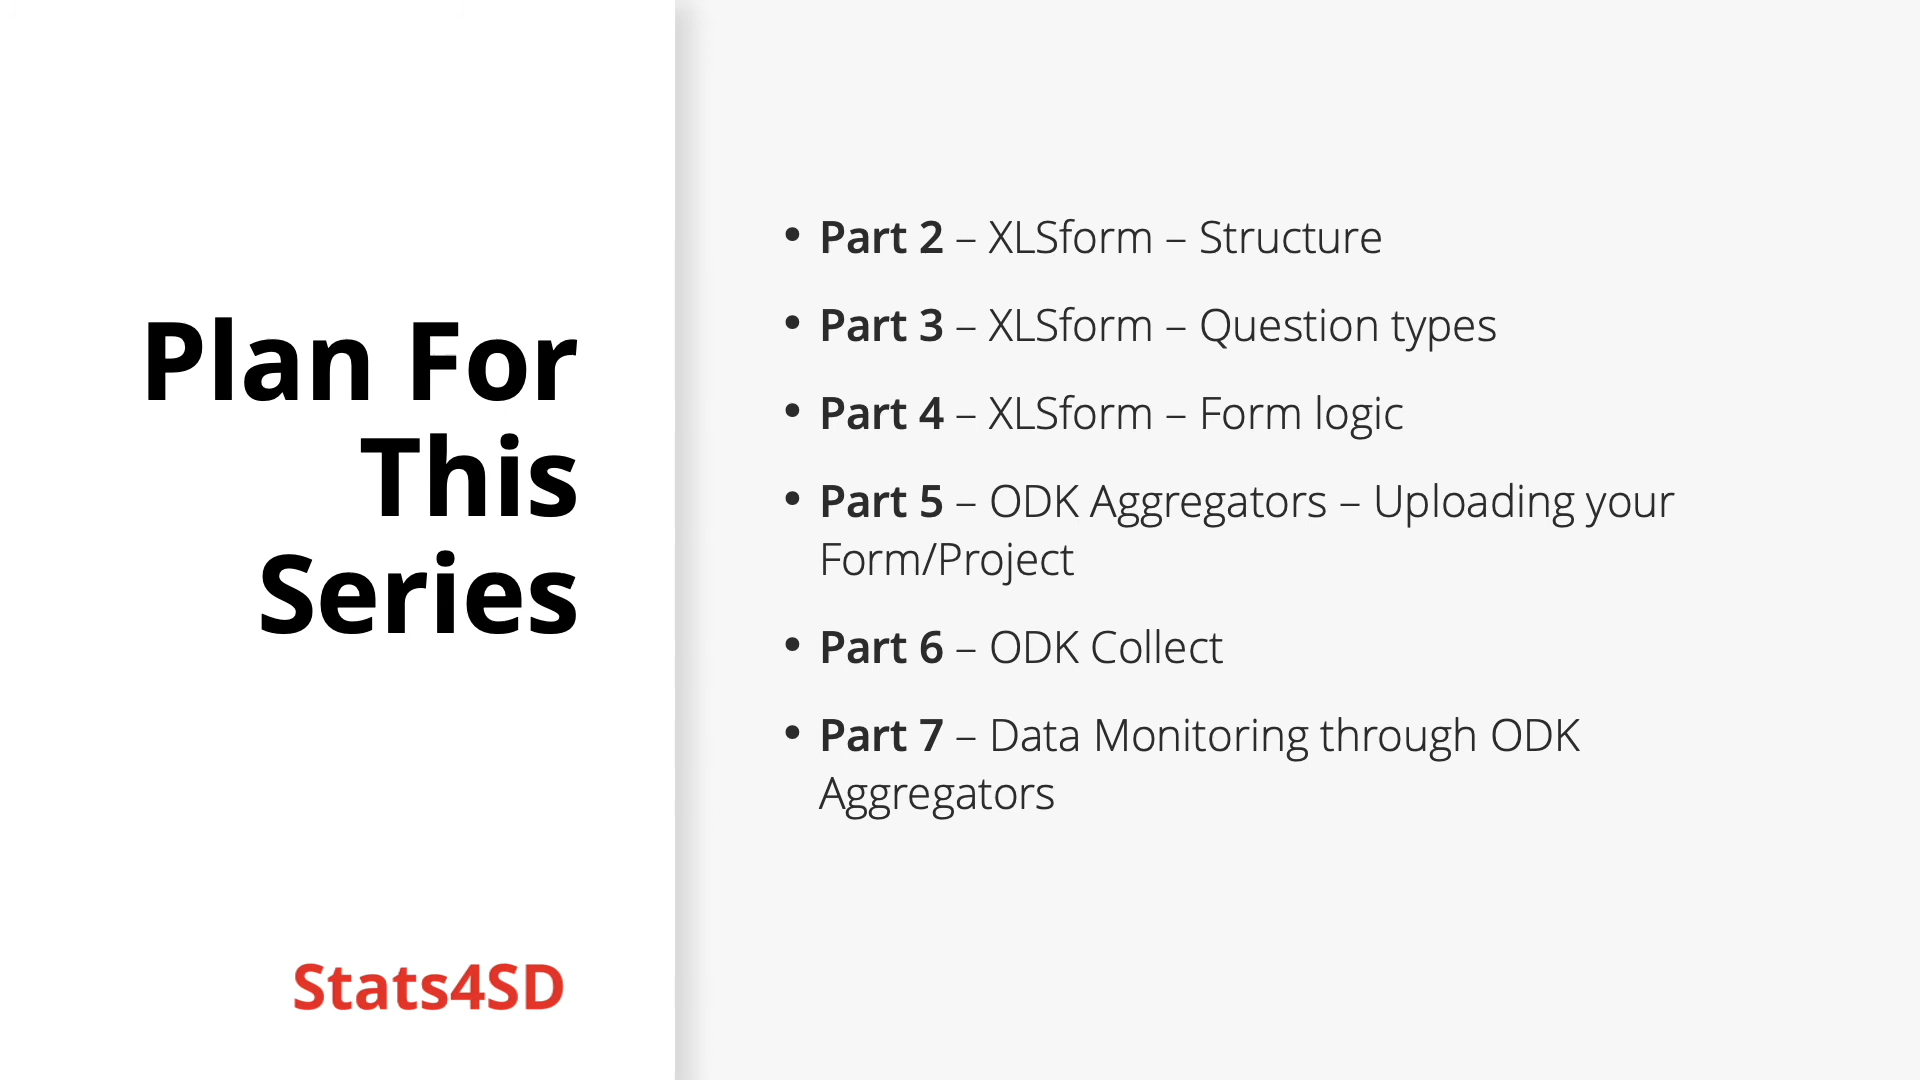 Plan For
This
Series
Stats4SD
• Part 2 – XLSform – Structure
• Part 3 – XLSform – Question types
• Part 4 – XLSform – Form logic
• Part 5 – ODK Aggregators – Uploading your
Form/Project
• Part 6 – ODK Collect
• Part 7 – Data Monitoring through ODK
Aggregators